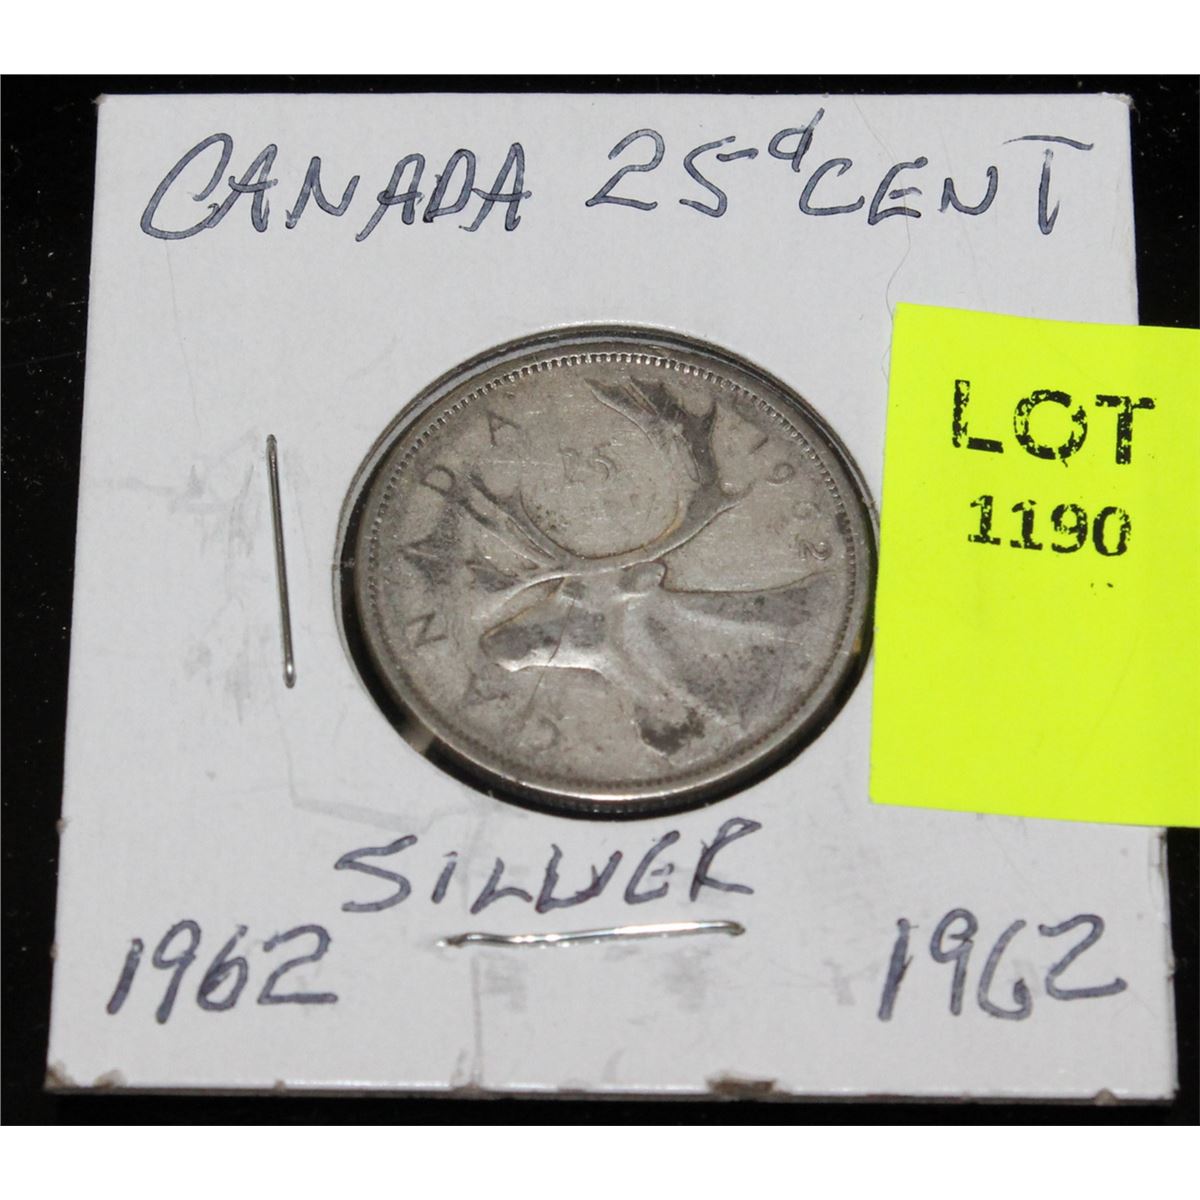 CANADA 25¢ CENT
LOT
1190
CANADA
25
1962
SILVER
1962
1962